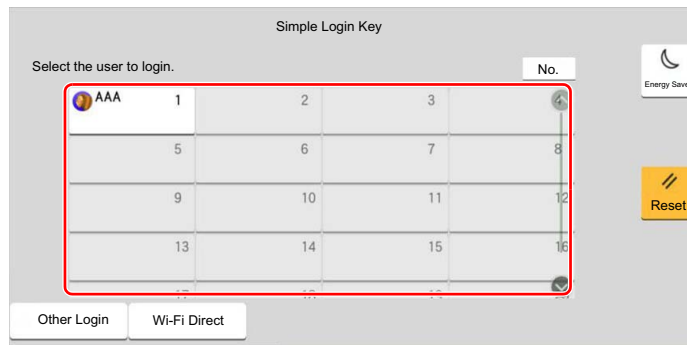 Simple Login Key
Select the user to login.
No.
Energy Save
AAA 1 2 3 4
5 6 7 8
9 10 11 12
Reset
13 14 15 16
Other Login Wi-Fi Direct